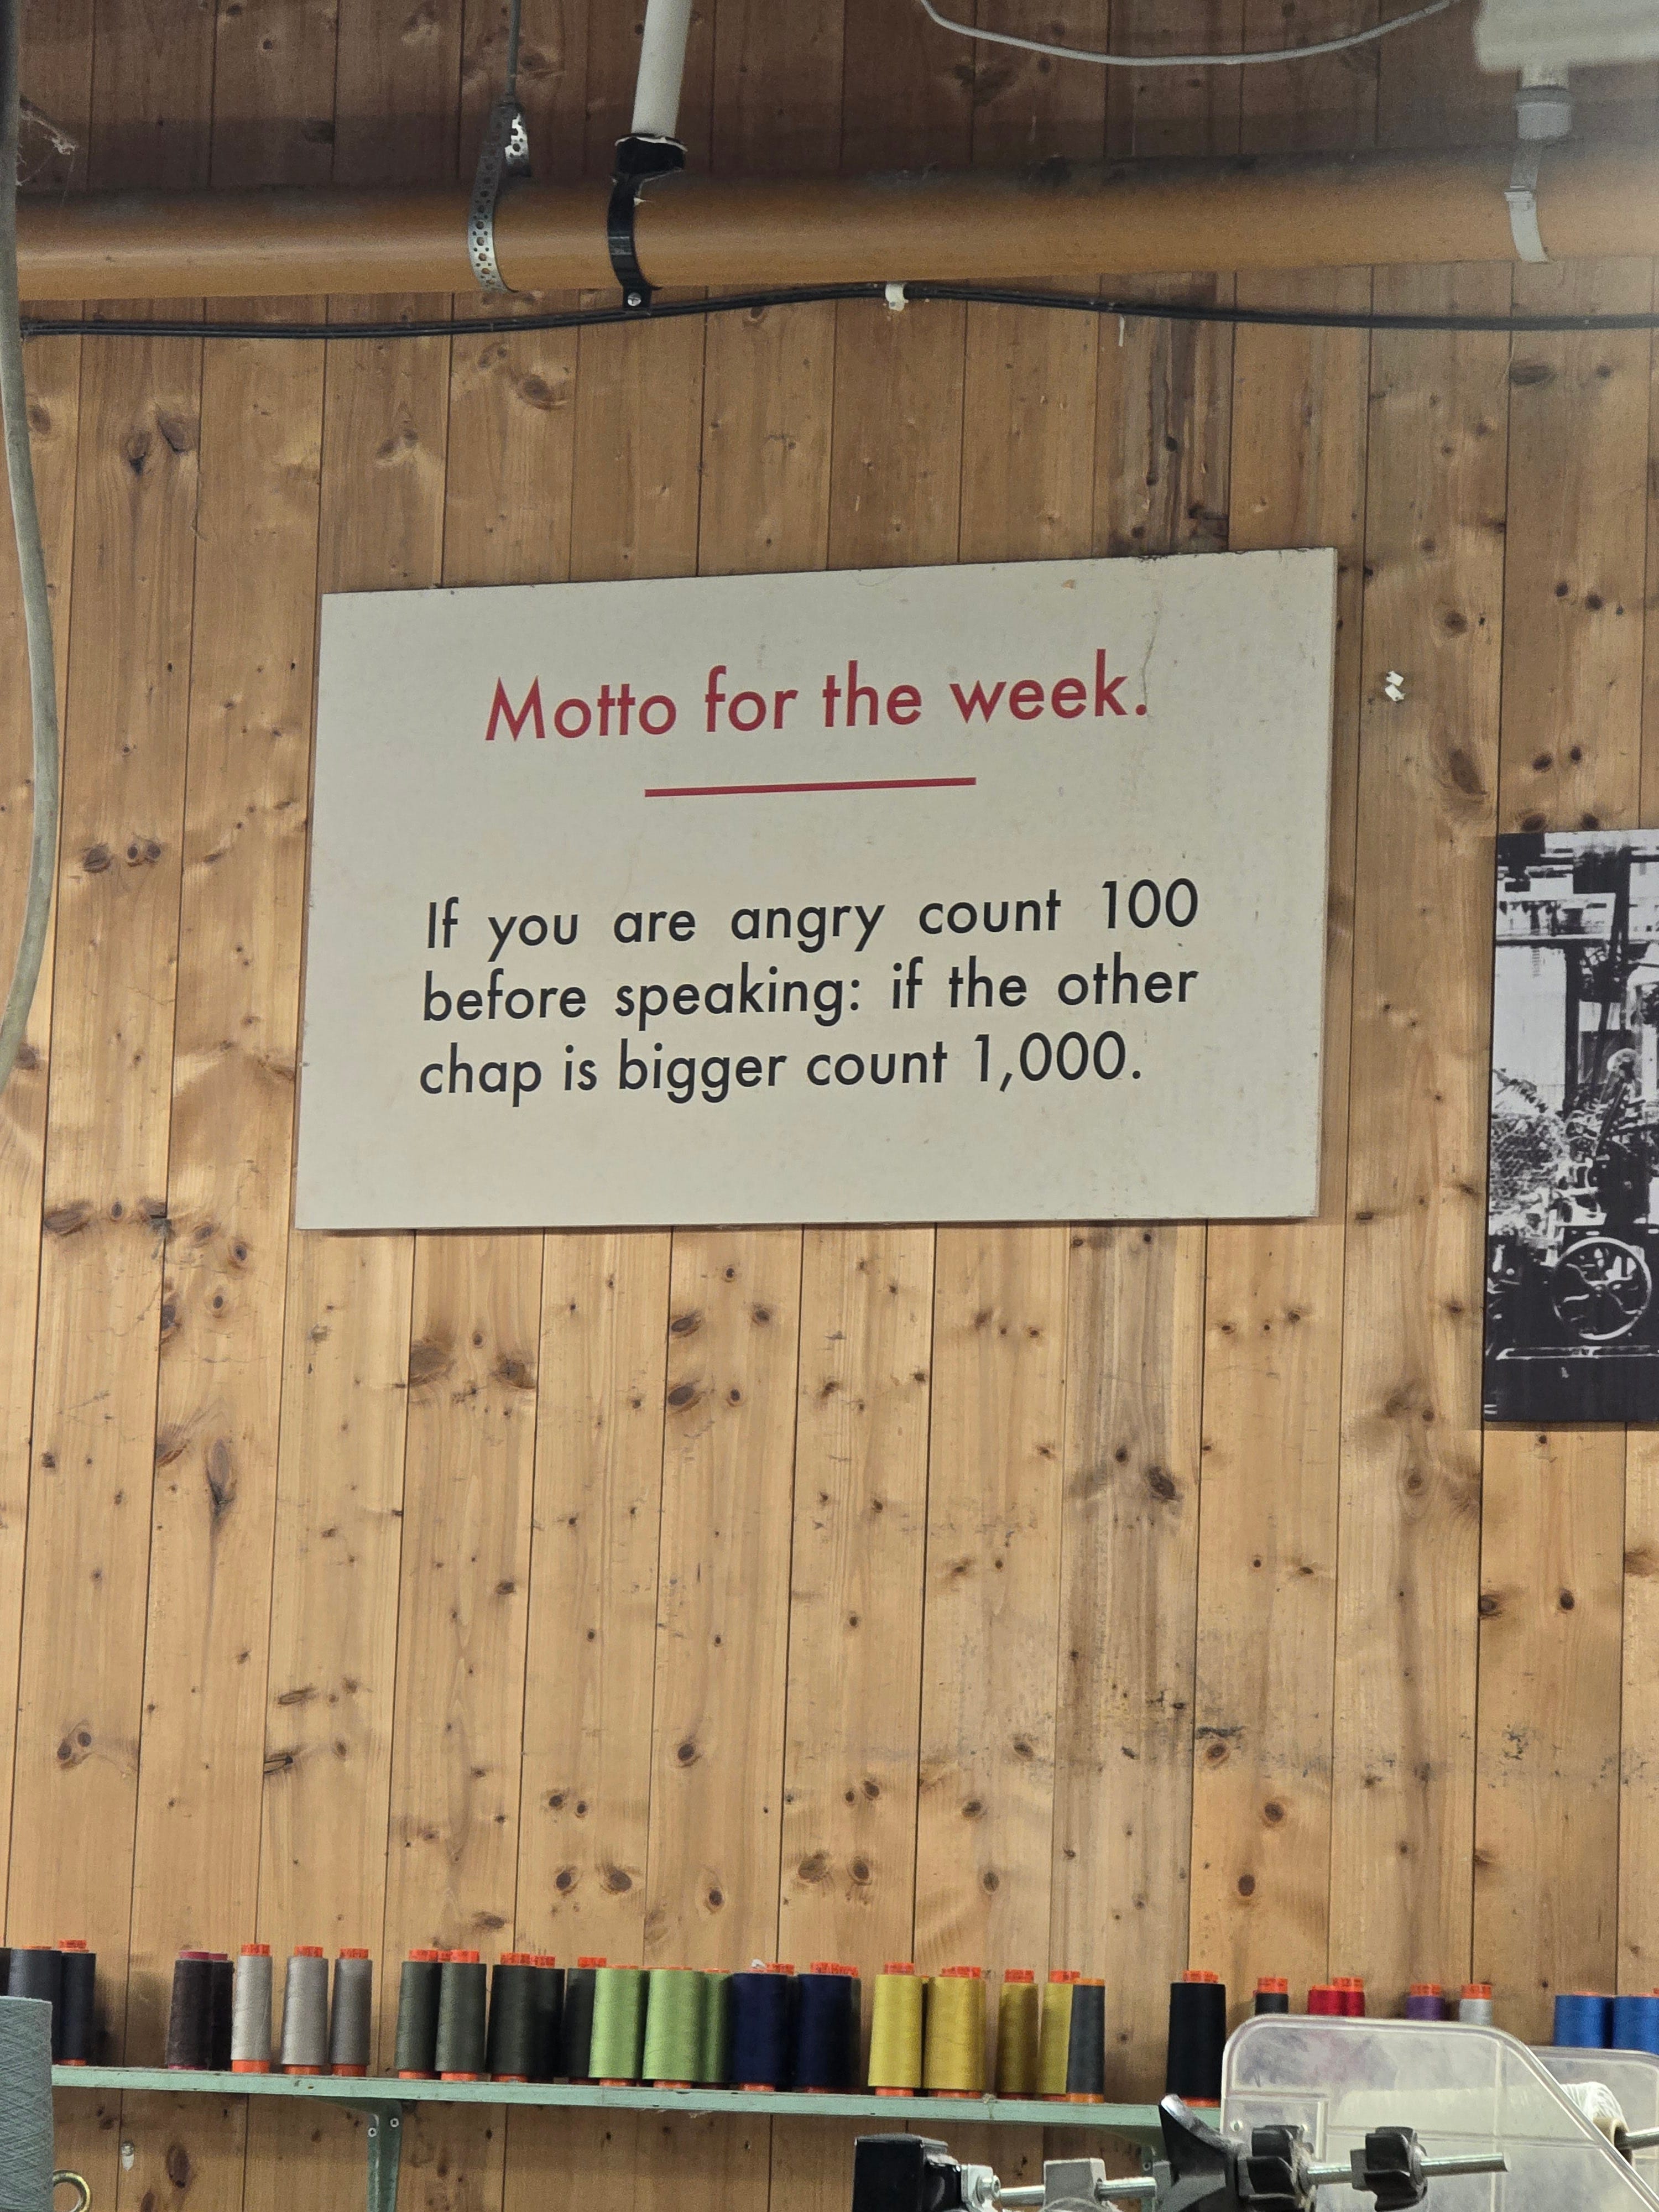 Motto for the week.
If you are angry count 100
before speaking: if the other
chap is bigger count 1,000.